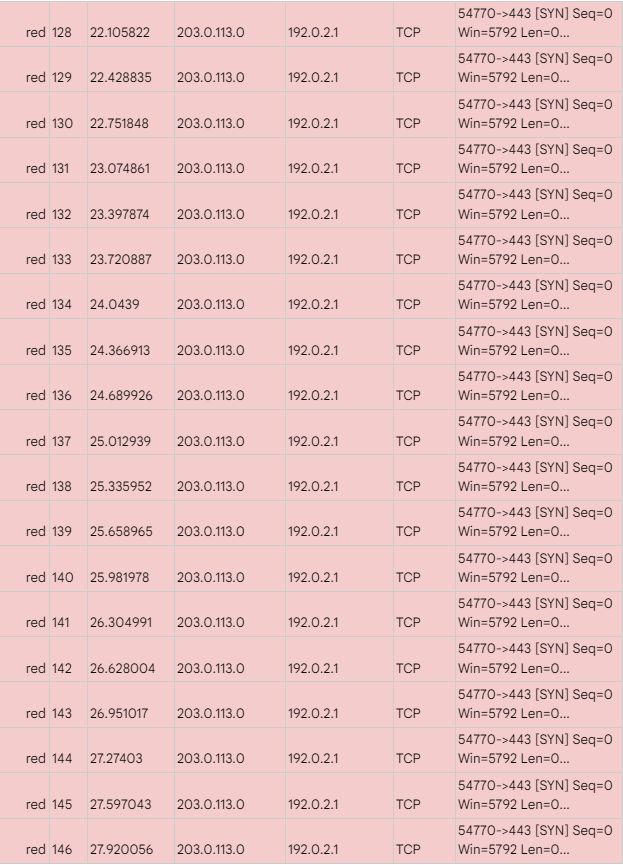 54770->443 [SYN] Seq=0
red 128 22.105822 203.0.113.0 192.0.2.1 TCP Win=5792 Len=0...
54770->443 [SYN] Seq=0
red 129 22.428835 203.0.113.0 192.0.2.1 TCP Win=5792 Len=0...
54770->443 [SYN] Seq=0
red 130 22.751848 203.0.113.0 192.0.2.1 TCP Win=5792 Len=0...
54770->443 [SYN] Seq=0
red 131 23.074861 203.0.113.0 192.0.2.1 TCP Win=5792 Len=0...
54770->443 [SYN] Seq=0
red 132 23.397874 203.0.113.0 192.0.2.1 TCP Win=5792 Len=0...
54770->443 [SYN] Seq=0
red 133 23.720887 203.0.113.0 192.0.2.1 TCP Win=5792 Len=0...
54770->443 [SYN] Seq=0
red 134 24.0439 203.0.113.0 192.0.2.1 TCP Win=5792 Len=0...
54770->443 [SYN] Seq=0
red 135 24.366913 203.0.113.0 192.0.2.1 TCP Win=5792 Len=0...
54770->443 [SYN] Seq=0
red 136 24.689926 203.0.113.0 192.0.2.1 TCP Win=5792 Len=0...
54770->443 [SYN] Seq=0
red 137 25.012939 203.0.113.0 192.0.2.1 TCP Win=5792 Len=0...
54770->443 [SYN] Seq=0
red 138 25.335952 203.0.113.0 192.0.2.1 TCP Win=5792 Len=0...
54770->443 [SYN] Seq=0
red 139 25.658965 203.0.113.0 192.0.2.1 TCP Win=5792 Len=0...
54770->443 [SYN] Seq=0
red 140 25.981978 203.0.113.0 192.0.2.1 TCP Win=5792 Len=0...
54770->443 [SYN] Seq=0
red 141 26.304991 203.0.113.0 192.0.2.1 TCP Win=5792 Len=0...
54770->443 [SYN] Seq=0
red 142 26.628004 203.0.113.0 192.0.2.1 TCP Win=5792 Len=0...
54770->443 [SYN] Seq=0
red 143 26.951017 203.0.113.0 192.0.2.1 TCP Win=5792 Len=0...
54770->443 [SYN] Seq=0
red 144 27.27403 203.0.113.0 192.0.2.1 TCP Win=5792 Len=0...
54770->443 [SYN] Seq=0
red 145 27.597043 203.0.113.0 192.0.2.1 TCP Win=5792 Len=0...
54770->443 [SYN] Seq=0
red 146 27.920056 203.0.113.0 192.0.2.1 TCP Win=5792 Len=0...